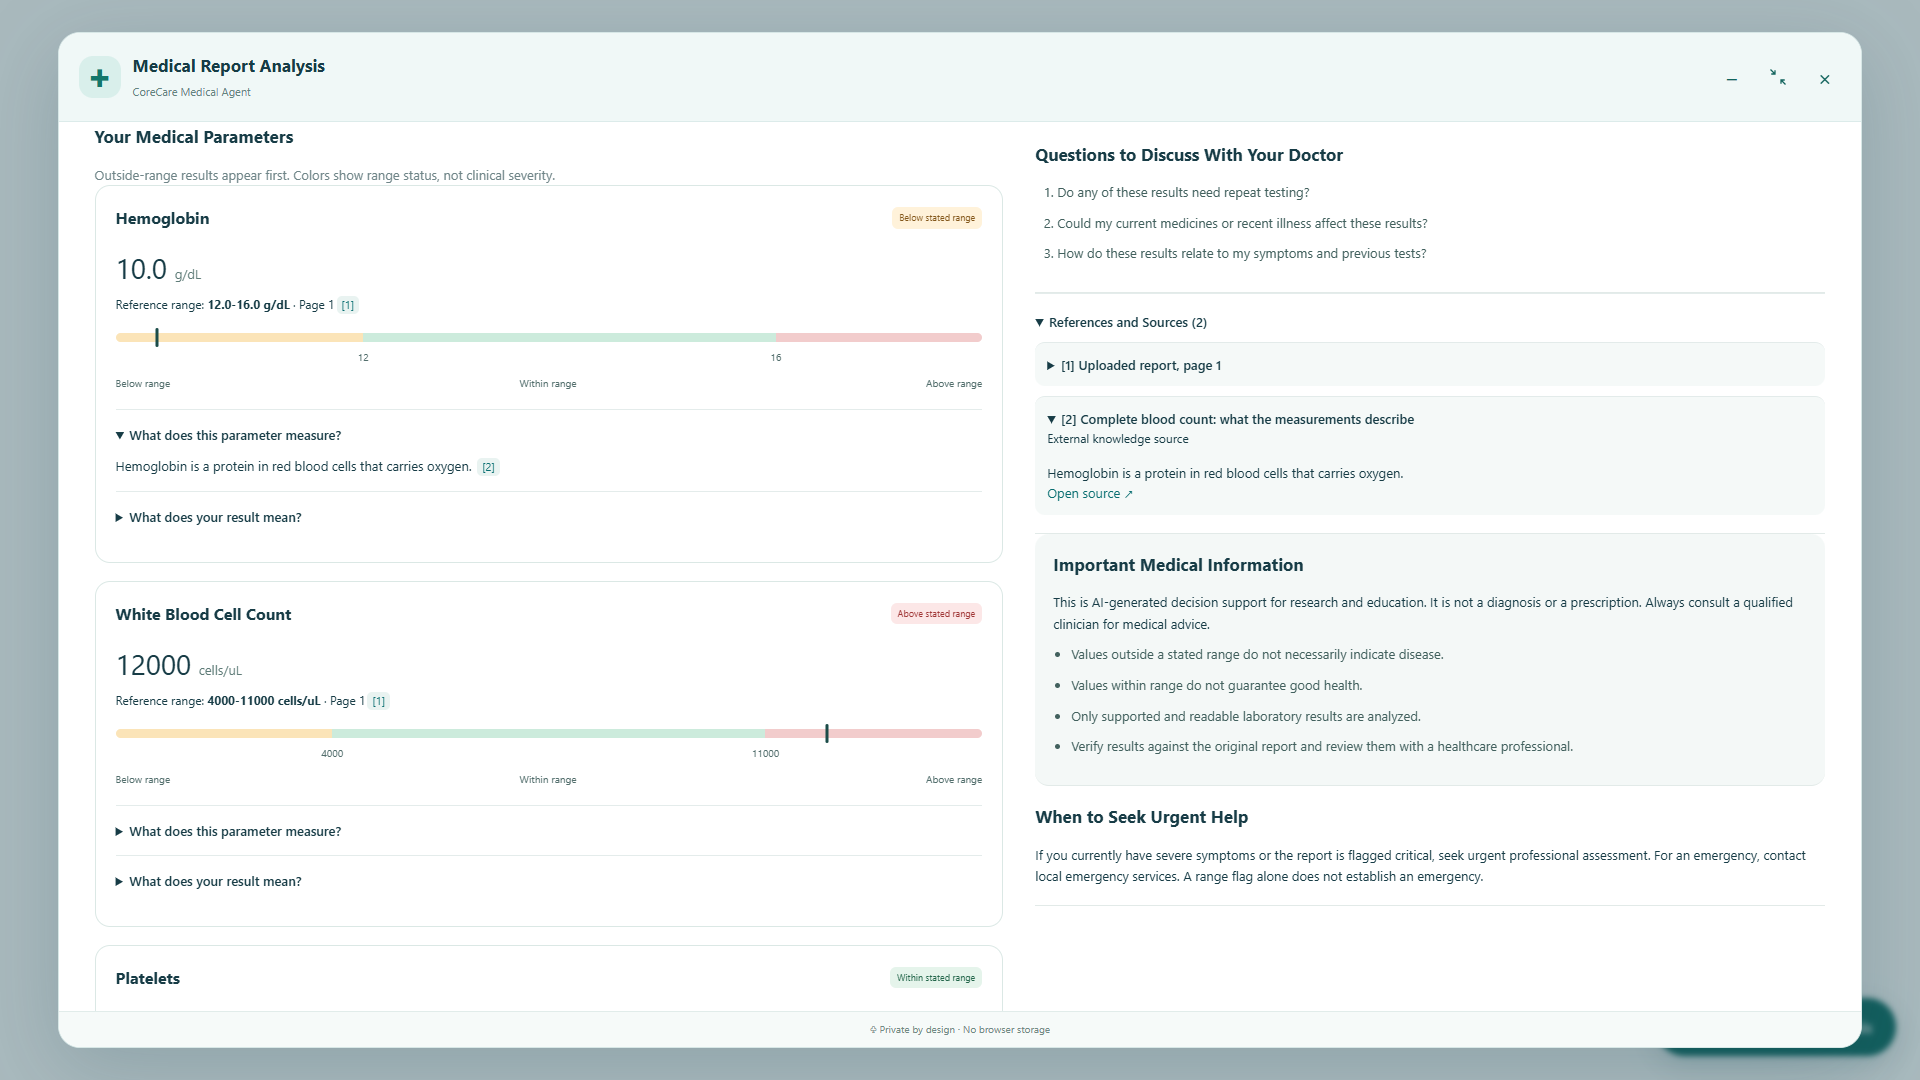 Medical Report Analysis
CoreCare Medical Agent
Your Medical Parameters
Outside-range results appear first. Colors show range status, not clinical severity.
Hemoglobin
Below stated range
10.0 g/dL
Reference range: 12.0-16.0 g/dL · Page 1 [1]
12 16
Below range Within range Above range
▼ What does this parameter measure?
Hemoglobin is a protein in red blood cells that carries oxygen. [2]
▶ What does your result mean?
White Blood Cell Count
Above stated range
12000 cells/uL
Reference range: 4000-11000 cells/uL · Page 1 [1]
4000 11000
Below range Within range Above range
▶ What does this parameter measure?
▶ What does your result mean?
Platelets
Within stated range
Questions to Discuss With Your Doctor
1. Do any of these results need repeat testing?
2. Could my current medicines or recent illness affect these results?
3. How do these results relate to my symptoms and previous tests?
▼ References and Sources (2)
▶ [1] Uploaded report, page 1
▼ [2] Complete blood count: what the measurements describe
External knowledge source
Hemoglobin is a protein in red blood cells that carries oxygen.
Open source ↗
Important Medical Information
This is AI-generated decision support for research and education. It is not a diagnosis or a prescription. Always consult a qualified
clinician for medical advice.
• Values outside a stated range do not necessarily indicate disease.
• Values within range do not guarantee good health.
• Only supported and readable laboratory results are analyzed.
• Verify results against the original report and review them with a healthcare professional.
When to Seek Urgent Help
If you currently have severe symptoms or the report is flagged critical, seek urgent professional assessment. For an emergency, contact
local emergency services. A range flag alone does not establish an emergency.
Private by design · No browser storage